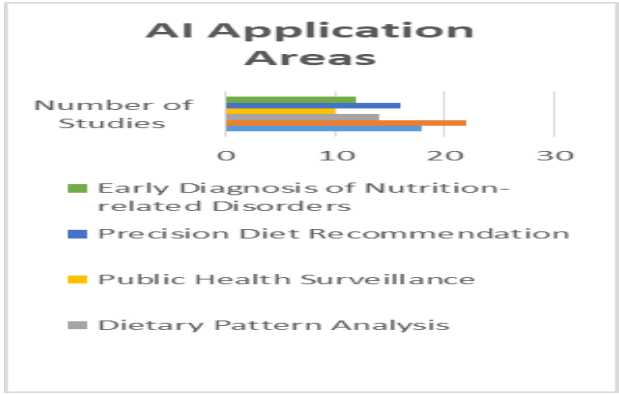 AI Application
Areas
Number of
Studies
0 10 20 30
Early Diagnosis of Nutrition-
related Disorders
Precision Diet Recommendation
Public Health Surveillance
Dietary Pattern Analysis